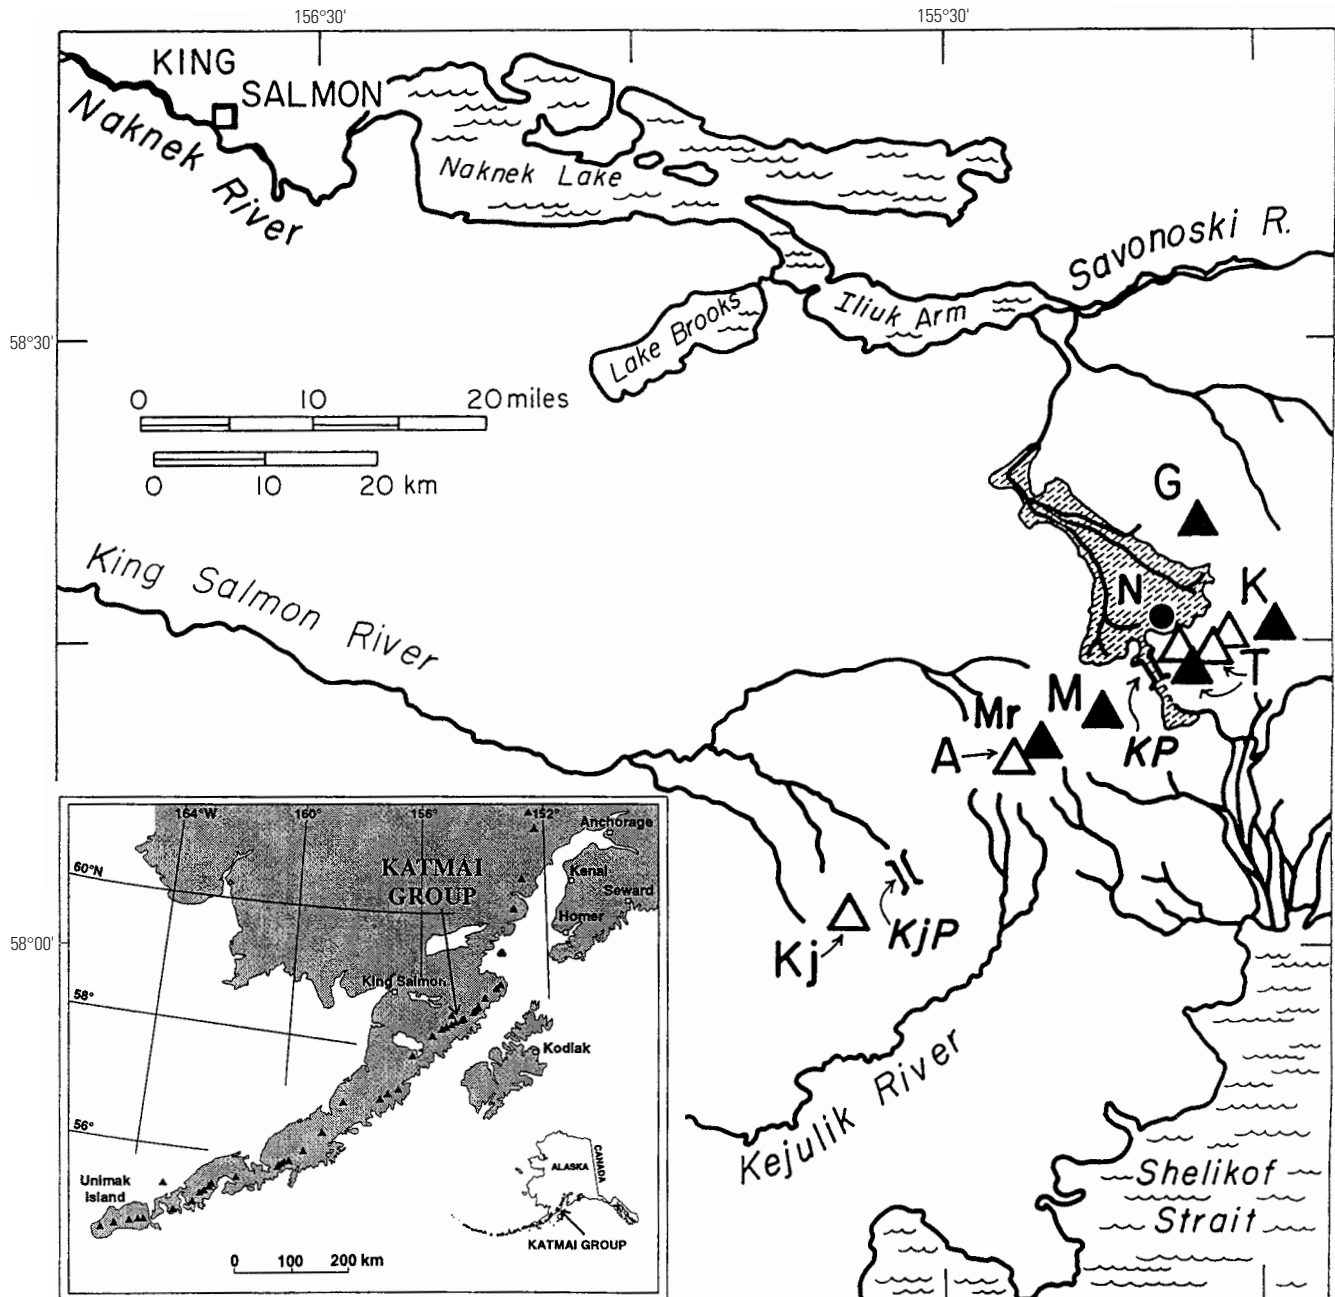 156°30'
155°30'
KING
SALMON
Naknek River
Naknek Lake
Savonoski R.
Iliuk Arm
Lake Brooks
58°30'
0 10 20 miles
0 10 20 km
G
King Salmon River
N
K
T
M
Mr
A
KP
KjP
Kj
58°00'
Kejulik River
Shelikof
Strait
164°W
160°
156°
152°
Anchorage
60°N
KATMAI
GROUP
Kenai
Seward
Homer
King Salmon
58°
Kodiak
56°
Unimak
Island
ALASKA
CANADA
KATMAI GROUP
0 100 200 km